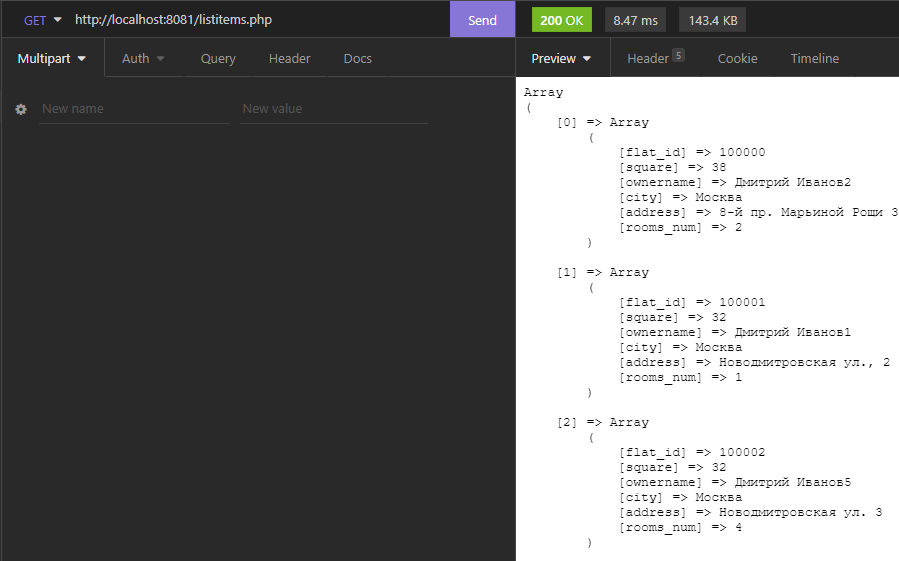 GET http://localhost:8081/listitems.php Send 200 OK 8.47 ms 143.4 KB
Multipart Auth Query Header Docs Preview Header 5 Cookie Timeline
New name New value
Array
(
[0] => Array
(
[flat_id] => 100000
[square] => 38
[ownername] => Дмитрий Иванов2
[city] => Москва
[address] => 8-й пр. Марьиной Рощи 3
[rooms_num] => 2
)
[1] => Array
(
[flat_id] => 100001
[square] => 32
[ownername] => Дмитрий Иванов1
[city] => Москва
[address] => Новодмитровская ул., 2
[rooms_num] => 1
)
[2] => Array
(
[flat_id] => 100002
[square] => 32
[ownername] => Дмитрий Иванов5
[city] => Москва
[address] => Новодмитровская ул. 3
[rooms_num] => 4
)